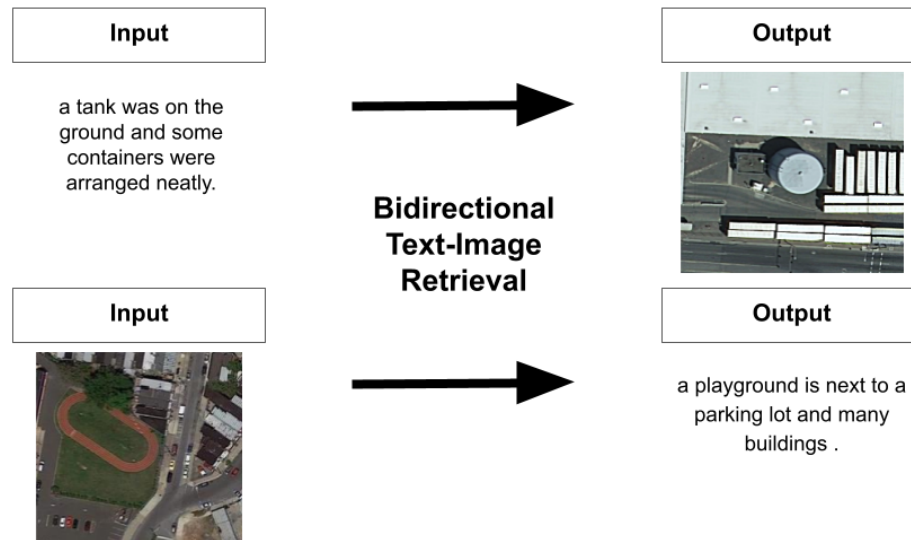 Input
Output
a tank was on the
ground and some
containers were
arranged neatly.
Bidirectional
Text-Image
Retrieval
Input
Output
a playground is next to a
parking lot and many
buildings .